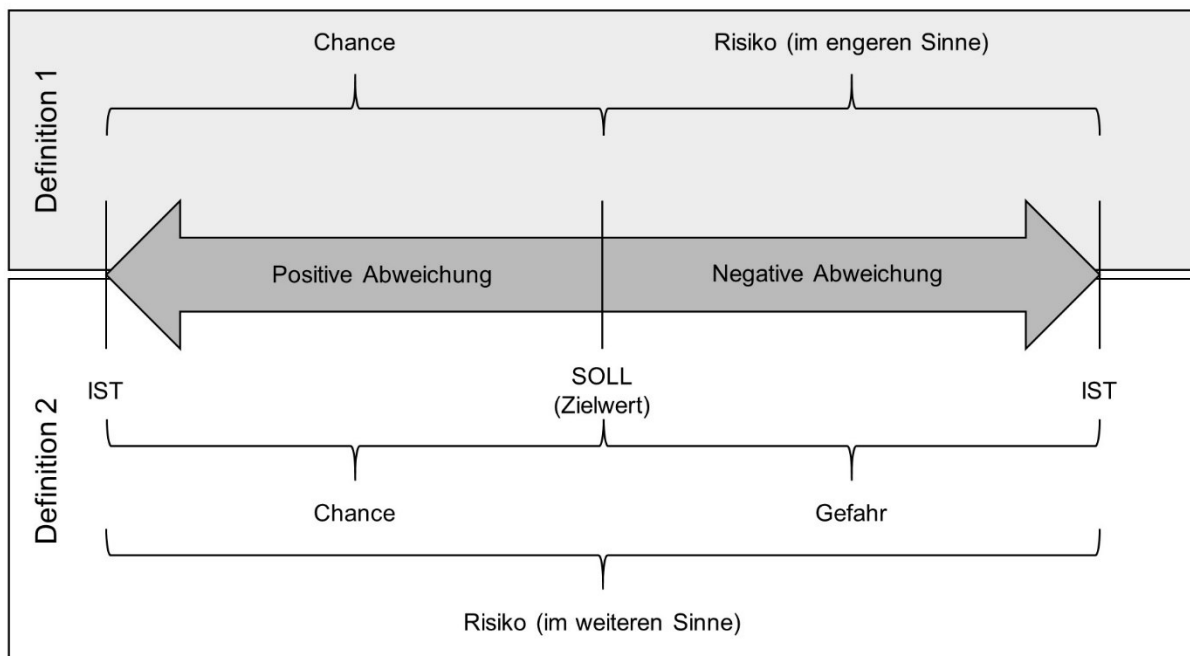 Definition 1
Chance
Risiko (im engeren Sinne)
Positive Abweichung
Negative Abweichung
Definition 2
IST
SOLL
(Zielwert)
IST
Chance
Gefahr
Risiko (im weiteren Sinne)